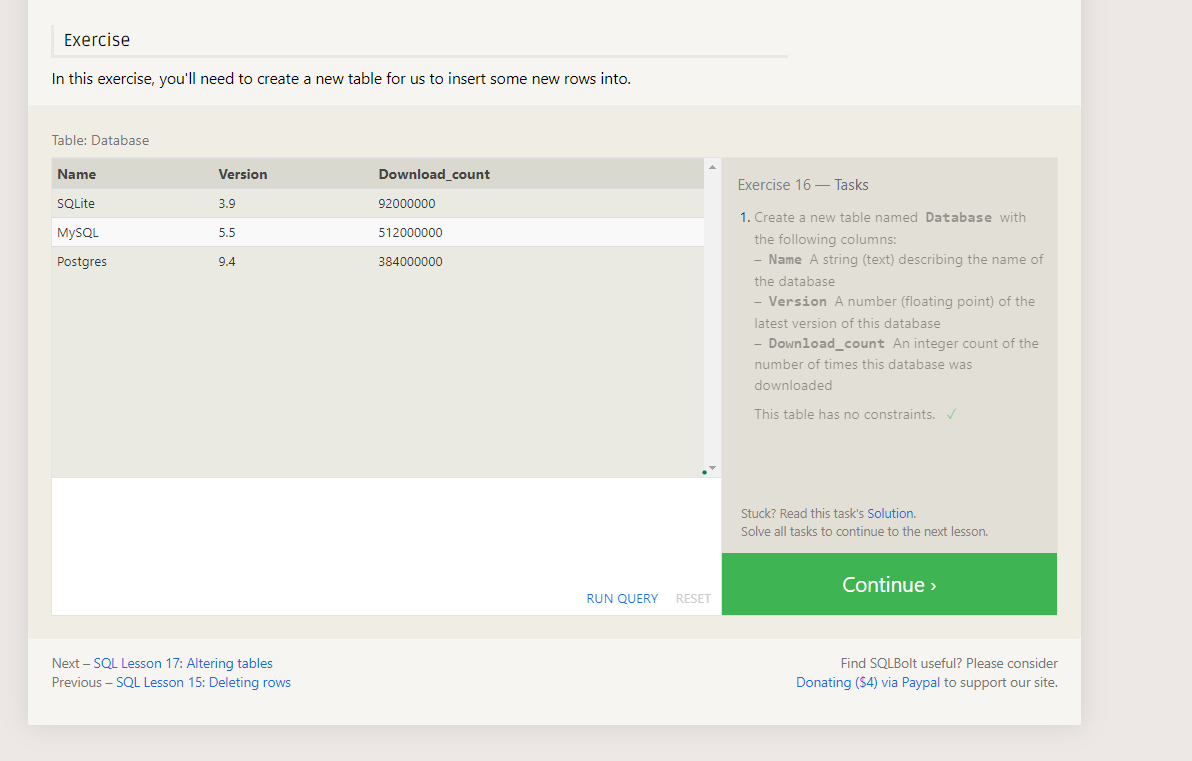 Exercise
In this exercise, you'll need to create a new table for us to insert some new rows into.
Table: Database
Name Version Download_count
SQLite 3.9 92000000
MySQL 5.5 512000000
Postgres 9.4 384000000
Exercise 16 — Tasks
1. Create a new table named Database with
the following columns:
– Name A string (text) describing the name of
the database
– Version A number (floating point) of the
latest version of this database
– Download_count An integer count of the
number of times this database was
downloaded
This table has no constraints. ✓
Stuck? Read this task's Solution.
Solve all tasks to continue to the next lesson.
RUN QUERY RESET
Continue ›
Next – SQL Lesson 17: Altering tables
Previous – SQL Lesson 15: Deleting rows
Find SQLBolt useful? Please consider
Donating ($4) via Paypal to support our site.